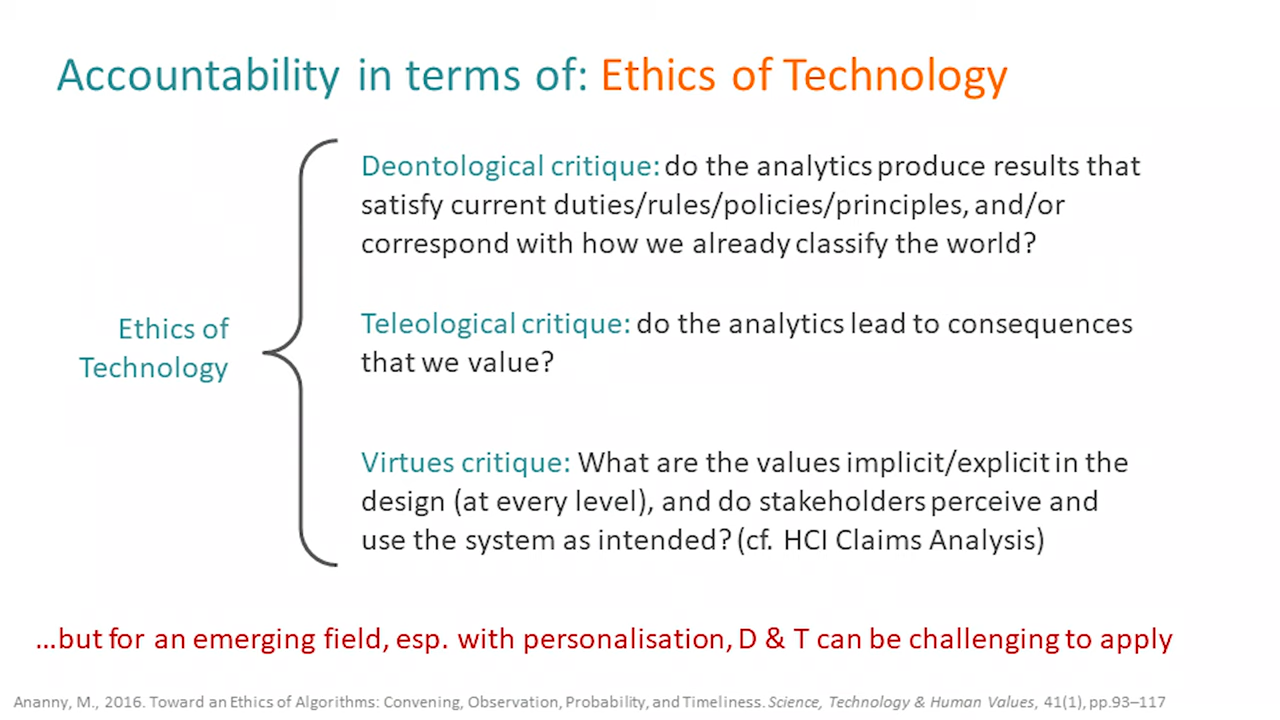 Accountability in terms of: Ethics of Technology
Deontological critique: do the analytics produce results that
satisfy current duties/rules/policies/principles, and/or
correspond with how we already classify the world?
Ethics of
Technology
Teleological critique: do the analytics lead to consequences
that we value?
Virtues critique: What are the values implicit/explicit in the
design (at every level), and do stakeholders perceive and
use the system as intended? (cf. HCI Claims Analysis)
…but for an emerging field, esp. with personalisation, D & T can be challenging to apply
Ananny, M., 2016. Toward an Ethics of Algorithms: Convening, Observation, Probability, and Timeliness. Science, Technology & Human Values, 41(1), pp.93–117